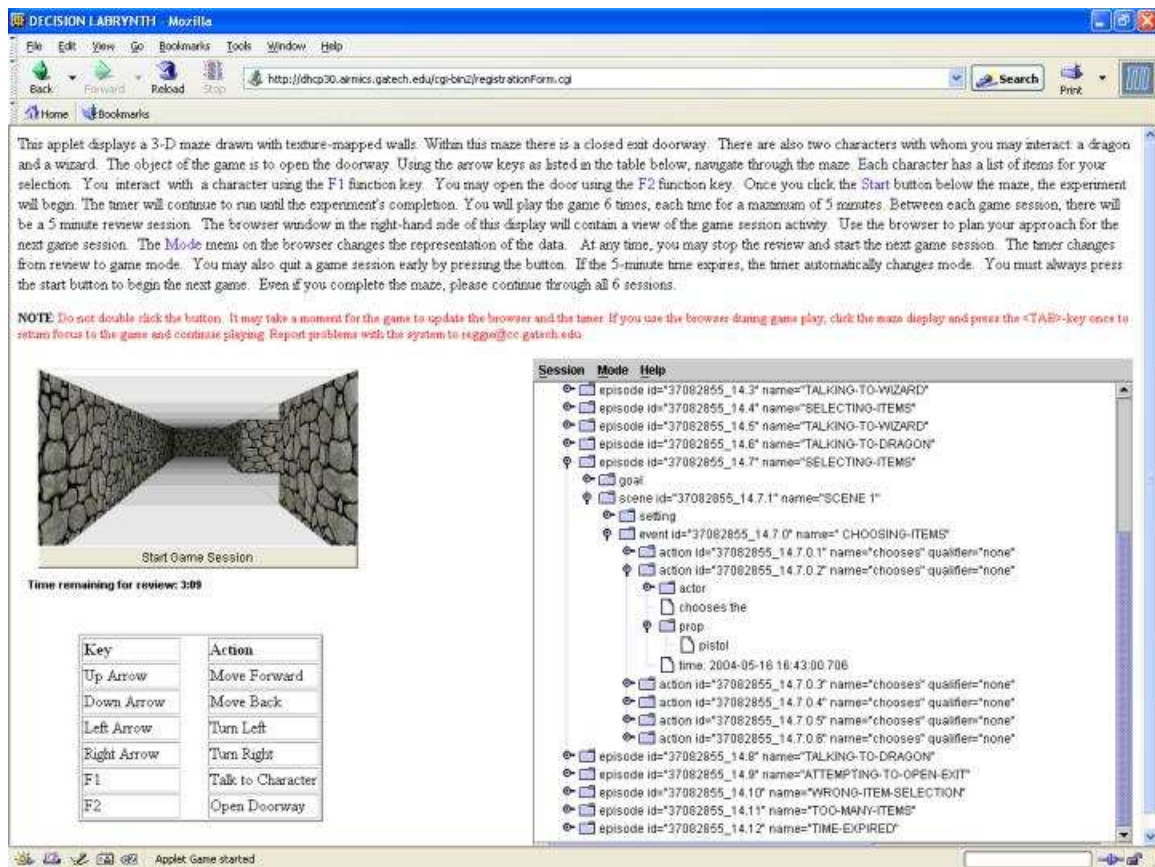 DECISION LABRYNTH - Mozilla
File Edit View Go Bookmarks Tools Window Help
Back Forward Reload Stop http://dhcp30.airmics.gatech.edu/cgi-bin2/registrationForm.cgi Search Print
Home Bookmarks
This applet displays a 3-D maze drawn with texture-mapped walls. Within this maze there is a closed exit doorway. There are also two characters with whom you may interact: a dragon
and a wizard. The object of the game is to open the doorway. Using the arrow keys as listed in the table below, navigate through the maze. Each character has a list of items for your
selection. You interact with a character using the F1 function key. You may open the door using the F2 function key. Once you click the Start button below the maze, the experiment
will begin. The timer will continue to run until the experiment's completion. You will play the game 6 times, each time for a maximum of 5 minutes. Between each game session, there will
be a 5 minute review session. The browser window in the right-hand side of this display will contain a view of the game session activity. Use the browser to plan your approach for the
next game session. The Mode menu on the browser changes the representation of the data. At any time, you may stop the review and start the next game session. The timer changes
from review to game mode. You may also quit a game session early by pressing the button. If the 5-minute time expires, the timer automatically changes mode. You must always press
the start button to begin the next game. Even if you complete the maze, please continue through all 6 sessions.
NOTE: Do not double click the button. It may take a moment for the game to update the browser and the timer. If you use the browser during game play, click the maze display and press the <TAB>-key once to
return focus to the game and continue playing. Report problems with the system to reggie@cc.gatech.edu
Start Game Session
Time remaining for review: 3:09
Key Action
Up Arrow Move Forward
Down Arrow Move Back
Left Arrow Turn Left
Right Arrow Turn Right
F1 Talk to Character
F2 Open Doorway
Session Mode Help
episode id="37082855_14.3" name="TALKING-TO-WIZARD"
episode id="37082855_14.4" name="SELECTING-ITEMS"
episode id="37082855_14.5" name="TALKING-TO-WIZARD"
episode id="37082855_14.6" name="TALKING-TO-DRAGON"
episode id="37082855_14.7" name="SELECTING-ITEMS"
goal
scene id="37082855_14.7.1" name="SCENE 1"
setting
event id="37082855_14.7.0" name=" CHOOSING-ITEMS"
action id="37082855_14.7.0.1" name="chooses" qualifier="none"
action id="37082855_14.7.0.2" name="chooses" qualifier="none"
actor
chooses the
prop
pistol
time: 2004-05-16 16:43:00.706
action id="37082855_14.7.0.3" name="chooses" qualifier="none"
action id="37082855_14.7.0.4" name="chooses" qualifier="none"
action id="37082855_14.7.0.5" name="chooses" qualifier="none"
action id="37082855_14.7.0.6" name="chooses" qualifier="none"
episode id="37082855_14.8" name="TALKING-TO-DRAGON"
episode id="37082855_14.9" name="ATTEMPTING-TO-OPEN-EXIT"
episode id="37082855_14.10" name="WRONG-ITEM-SELECTION"
episode id="37082855_14.11" name="TOO-MANY-ITEMS"
episode id="37082855_14.12" name="TIME-EXPIRED"
Applet Game started